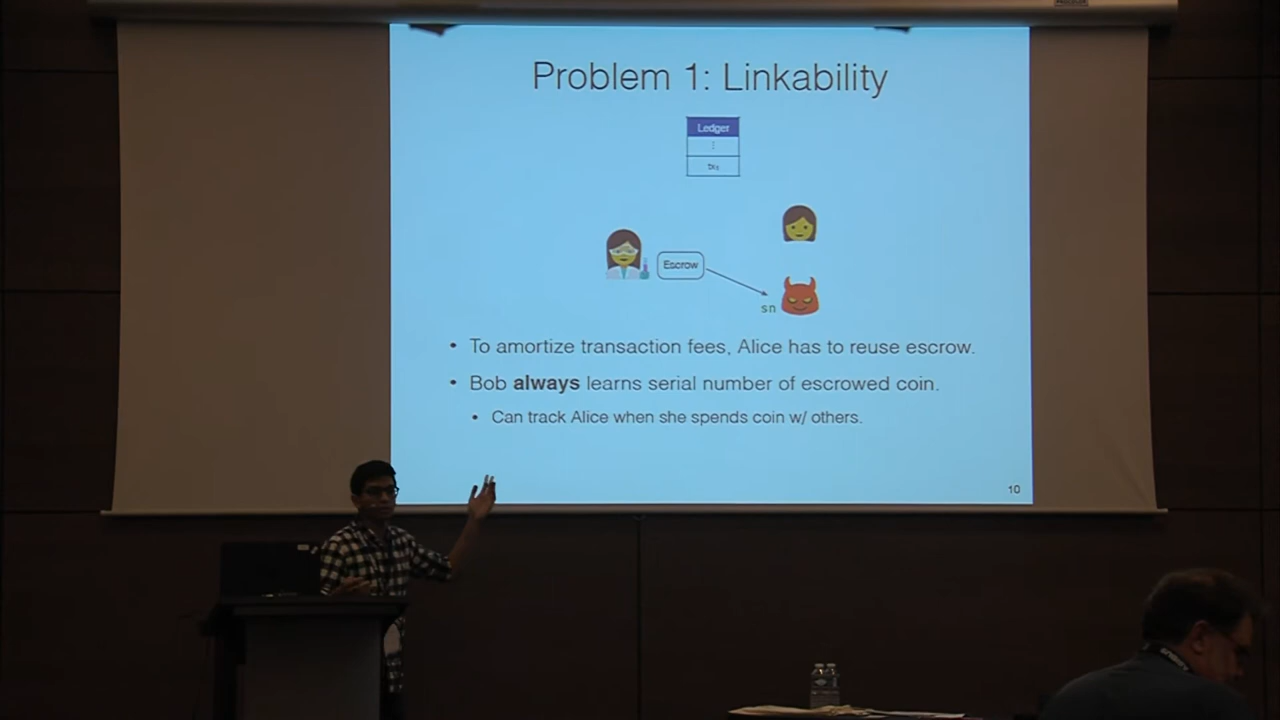 Problem 1: Linkability
Ledger
⋮
Escrow
sn
• To amortize transaction fees, Alice has to reuse escrow.
• Bob always learns serial number of escrowed coin.
• Can track Alice when she spends coin w/ others.
10